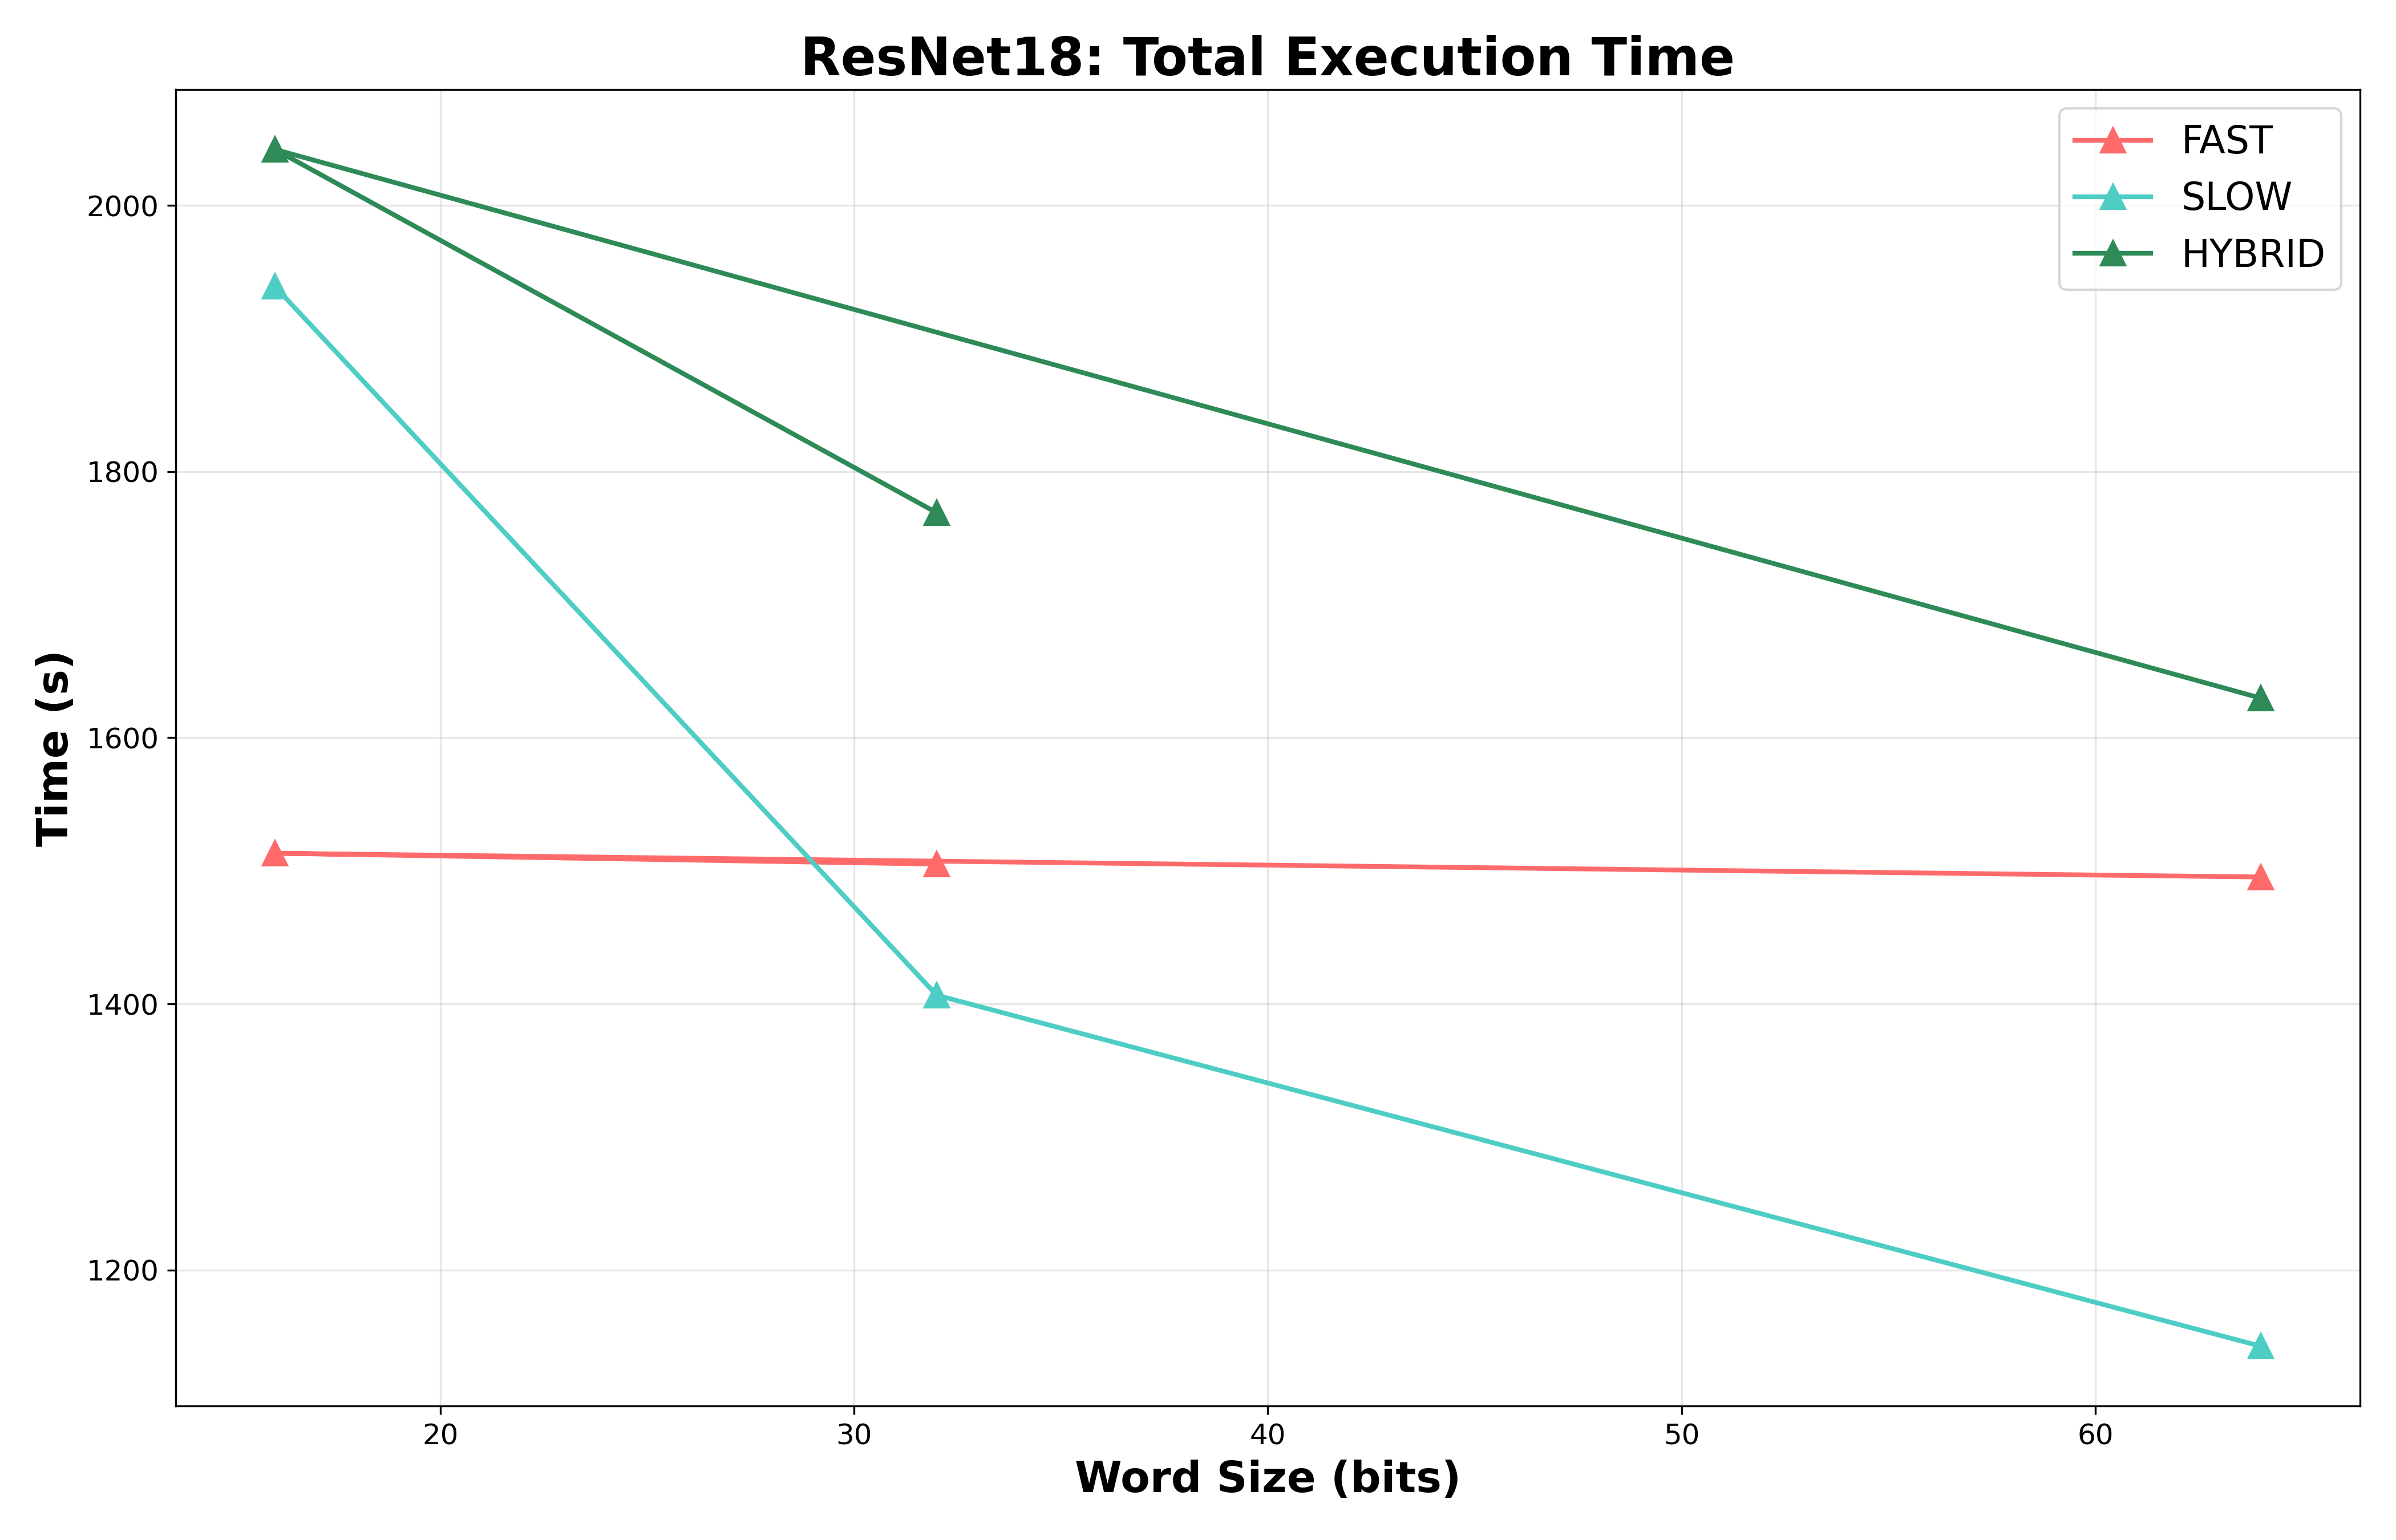 ResNet18: Total Execution Time
FAST
SLOW
HYBRID
Time (s)
2000
1800
1600
1400
1200
20 30 40 50 60
Word Size (bits)